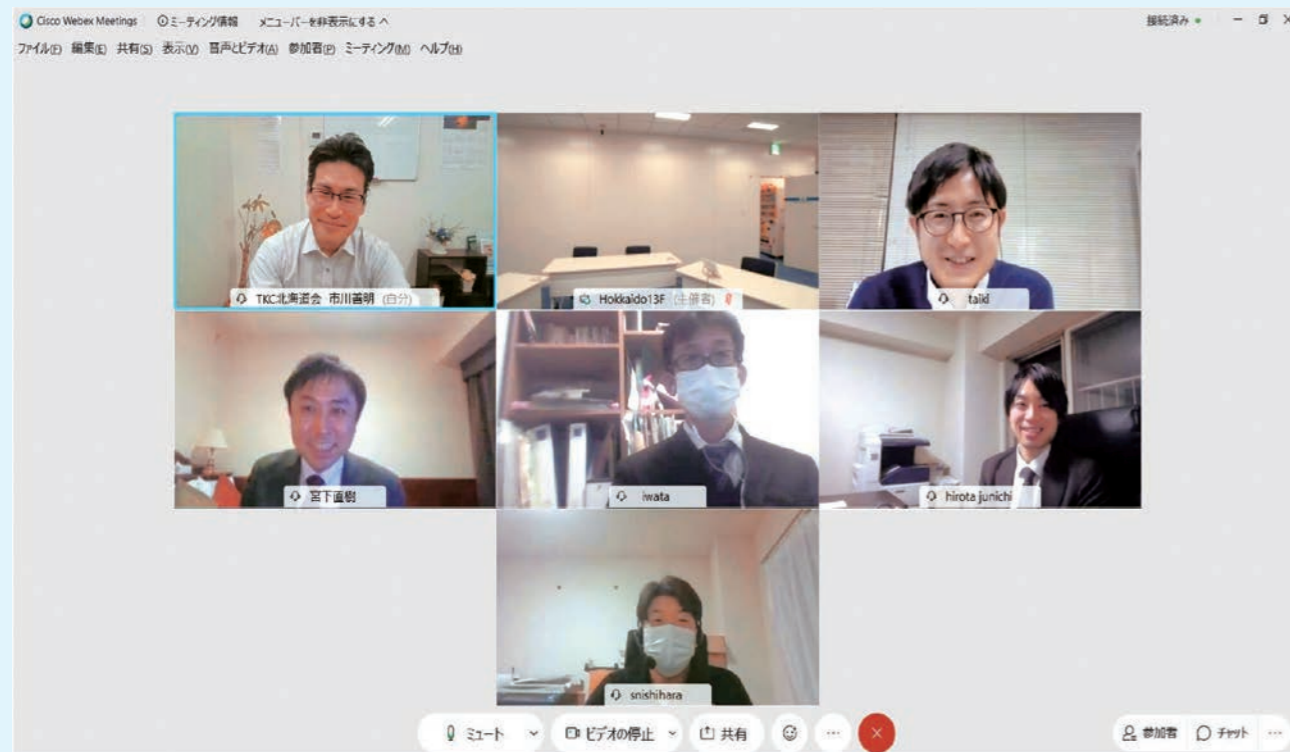 Cisco Webex Meetings ミーティング情報 メニューバーを非表示にする 接続済み
ファイル(F) 編集(E) 共有(S) 表示(V) 音声とビデオ(A) 参加者(P) ミーティング(M) ヘルプ(H)
TKC北海道会 市川善明 (自分)
Hokkaido13F (主催者)
taiki
宮下直樹
iwata
hirota junichi
snishihara
ミュート ビデオの停止 共有 参加者 チャット